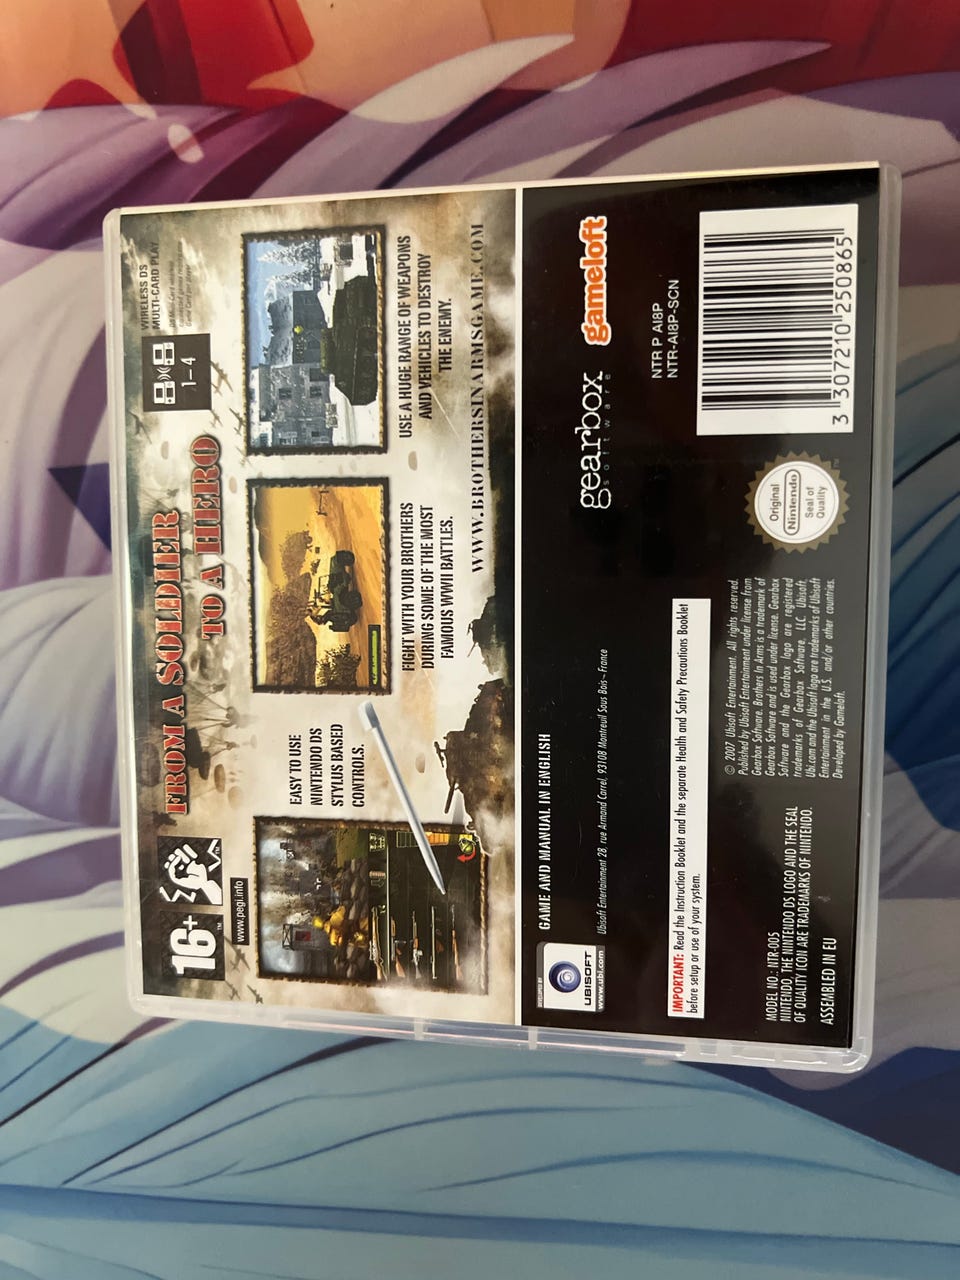 16+
www.pegi.info
FROM A SOLDIER
TO A HERO
1-4
WIRELESS DS
MULTI-CARD PLAY
EASY TO USE
NINTENDO DS
STYLUS BASED
CONTROLS.
FIGHT WITH YOUR BROTHERS
DURING SOME OF THE MOST
FAMOUS WWII BATTLES.
USE A HUGE RANGE OF WEAPONS
AND VEHICLES TO DESTROY
THE ENEMY.
WWW.BROTHERSINARMSGAME.COM
UBISOFT
www.ubi.com
GAME AND MANUAL IN ENGLISH
Ubisoft Entertainment 28, rue Armand Carrel, 93108 Montreuil Sous Bois - France
gearbox
software
gameloft
IMPORTANT: Read the Instruction Booklet and the separate Health and Safety Precautions Booklet
before setup or use of your system.
NTR P AI8P
NTR-AI8P-SCN
3 307210 250865
MODEL NO.: NTR-005
NINTENDO, THE NINTENDO DS LOGO AND THE SEAL
OF QUALITY ICON ARE TRADEMARKS OF NINTENDO.
ASSEMBLED IN EU
© 2007 Ubisoft Entertainment. All rights reserved.
Published by Ubisoft Entertainment under license from
Gearbox Software. Brothers In Arms is a trademark of
Gearbox Software and is used under license. Gearbox
Software and the Gearbox logo are registered
trademarks of Gearbox Software, LLC. Ubisoft,
Ubi.com and the Ubisoft logo are trademarks of Ubisoft
Entertainment in the U.S. and/or other countries.
Developed by Gameloft.
Original
Nintendo
Seal of
Quality